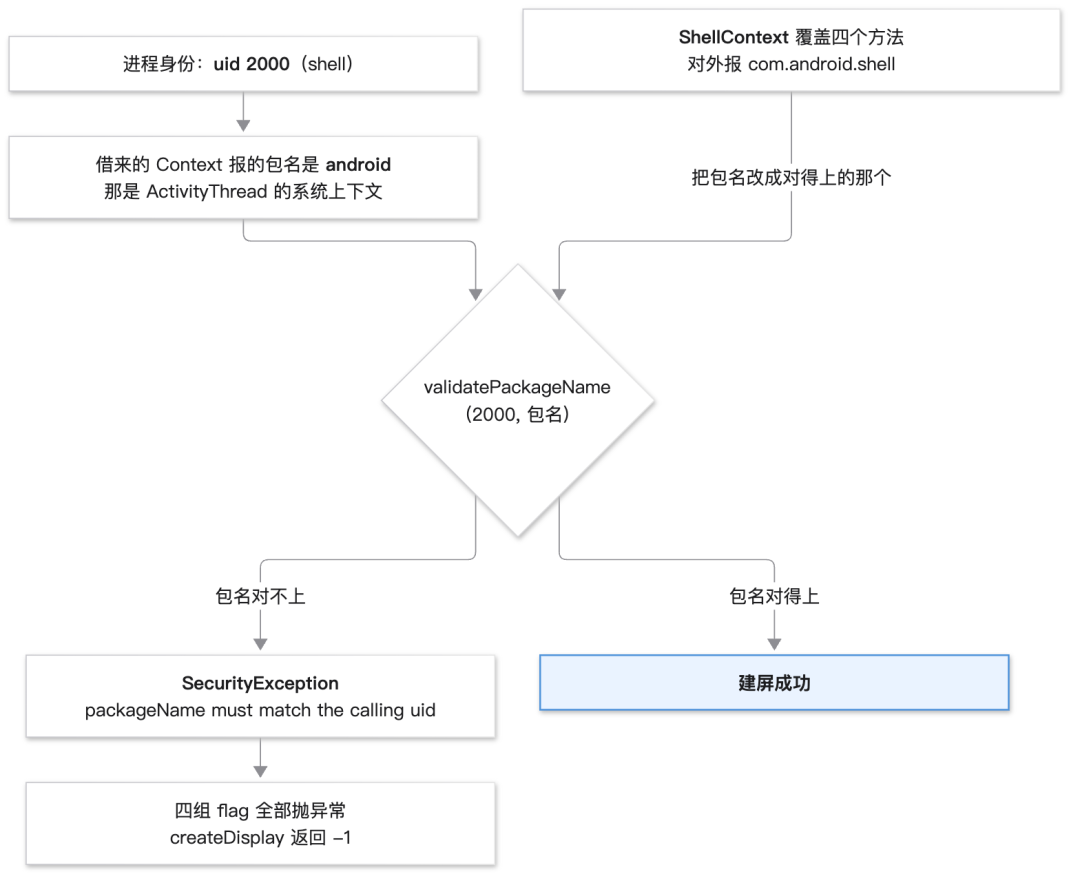 进程身份：uid 2000（shell）
ShellContext 覆盖四个方法
对外报 com.android.shell
借来的 Context 报的包名是 android
那是 ActivityThread 的系统上下文
把包名改成对得上的那个
validatePackageName
（2000, 包名）
包名对不上
包名对得上
SecurityException
packageName must match the calling uid
建屏成功
四组 flag 全部抛异常
createDisplay 返回 −1